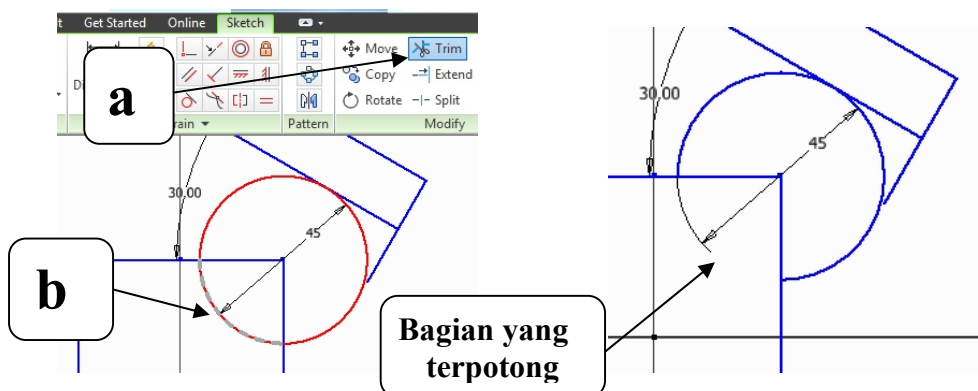 Get Started Online Sketch
Move Trim
Copy Extend
Rotate Split
Pattern Modify
a
30.00
45
b
30.00
45
Bagian yang
terpotong